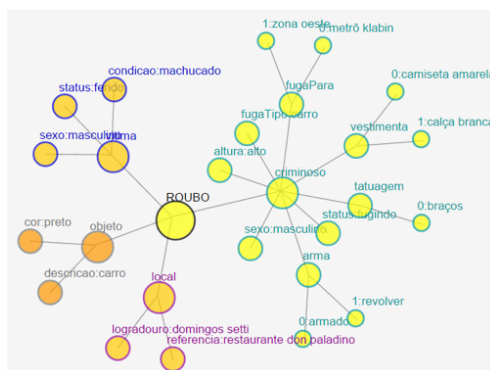 1:zona oeste
0:metrô klabin
condicao:machucado
0:camiseta amarela
status:ferido
fugaPara
fugaTipo:carro
1:calça branca
sexo:masculino
vitima
vestimenta
altura:alto
criminoso
ROUBO
tatuagem
0:braços
cor:preto
objeto
sexo:masculino
status:fugindo
arma
local
descricao:carro
1:revolver
0:armado
logradouro:domingos setti
referencia:restaurante don paladino